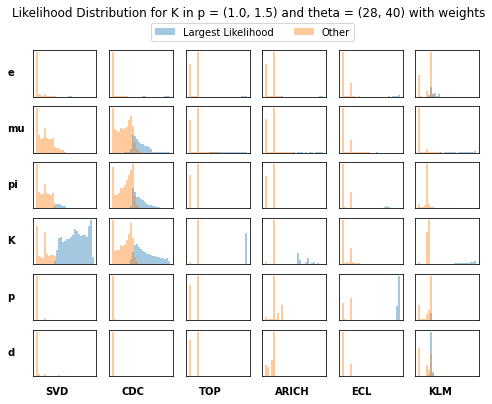 Likelihood Distribution for K in p = (1.0, 1.5) and theta = (28, 40) with weights
Largest Likelihood Other
e
mu
pi
K
p
d
SVD CDC TOP ARICH ECL KLM